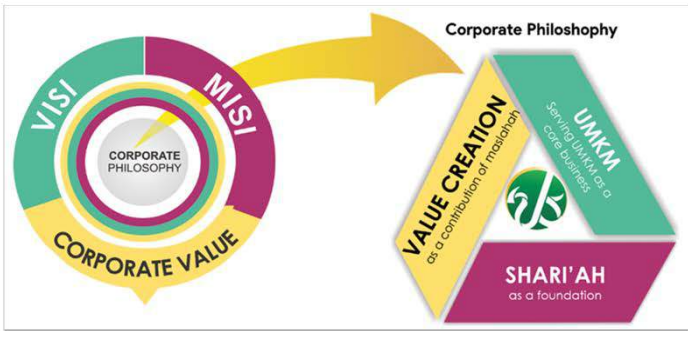 VISI
MISI
CORPORATE
PHILOSOPHY
CORPORATE VALUE
Corporate Philoshophy
VALUE CREATION
as a contribution of maslahah
UMKM
Serving UMKM as a
core business
SHARI'AH
as a foundation